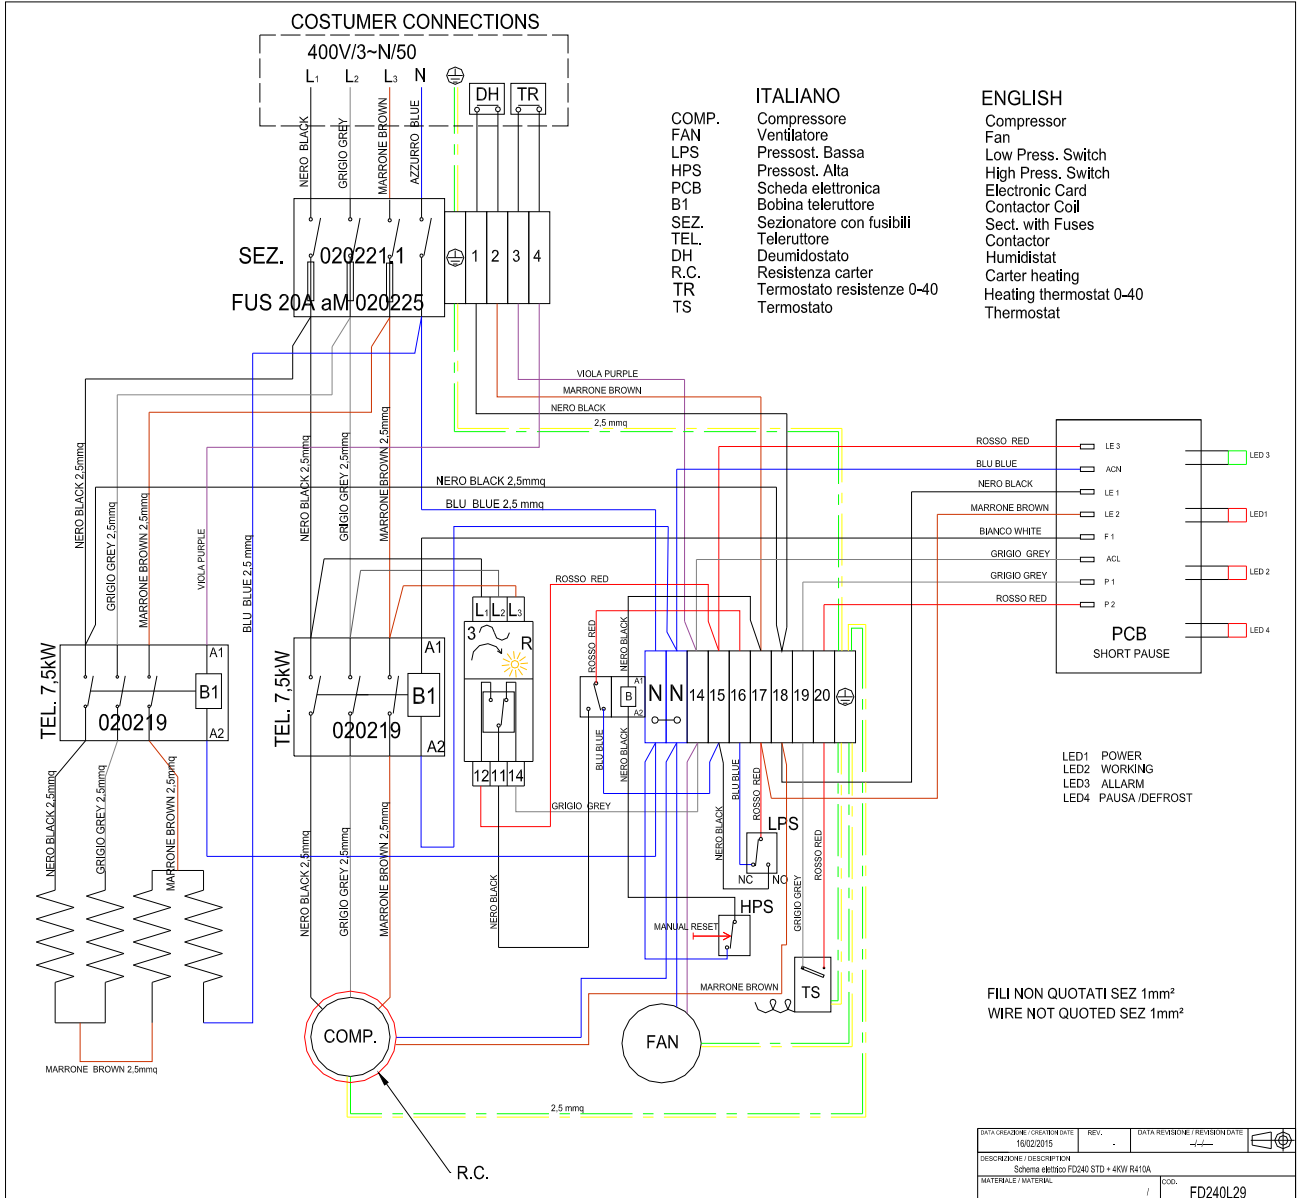 COSTUMER CONNECTIONS
400V/3~N/50
L1 L2 L3 N
DH TR
NERO BLACK
GRIGIO GREY
MARRONE BROWN
AZZURRO BLUE
SEZ. 020221.1
FUS 20A aM 020225
1 2 3 4
ITALIANO ENGLISH
COMP. Compressore Compressor
FAN Ventilatore Fan
LPS Pressost. Bassa Low Press. Switch
HPS Pressost. Alta High Press. Switch
PCB Scheda elettronica Electronic Card
B1 Bobina teleruttore Contactor Coil
SEZ. Sezionatore con fusibili Sect. with Fuses
TEL. Teleruttore Contactor
DH Deumidostato Humidistat
R.C. Resistenza carter Carter heating
TR Termostato resistenze 0-40 Heating thermostat 0-40
TS Termostato Thermostat
VIOLA PURPLE
MARRONE BROWN
NERO BLACK
2,5 mmq
NERO BLACK 2,5mmq
BLU BLUE 2,5 mmq
NERO BLACK 2,5mmq
GRIGIO GREY 2,5mmq
MARRONE BROWN 2,5mmq
VIOLA PURPLE
BLU BLUE 2,5 mmq
NERO BLACK 2,5mmq
GRIGIO GREY 2,5mmq
MARRONE BROWN 2,5mmq
ROSSO RED LE 3
BLU BLUE ACN
NERO BLACK LE 1
MARRONE BROWN LE 2
BIANCO WHITE F 1
GRIGIO GREY ACL
GRIGIO GREY P 1
ROSSO RED P 2
PCB
SHORT PAUSE
LED 3
LED1
LED 2
LED 4
TEL. 7,5kW
A1
B1
A2
020219
TEL. 7,5kW
A1
B1
A2
020219
L1 L2 L3
3 R
12 11 14
ROSSO RED
ROSSO RED
NERO BLACK
A1
B
A2
N N 14 15 16 17 18 19 20
BLU BLUE
NERO BLACK
GRIGIO GREY
NERO BLACK
BLU BLUE
ROSSO RED
LPS
NC NO
ROSSO RED
GRIGIO GREY
HPS
MANUAL RESET
NERO BLACK
MARRONE BROWN
TS
LED1 POWER
LED2 WORKING
LED3 ALLARM
LED4 PAUSA /DEFROST
NERO BLACK 2,5mmq
GRIGIO GREY 2,5mmq
MARRONE BROWN 2,5mmq
NERO BLACK 2,5mmq
GRIGIO GREY 2,5mmq
MARRONE BROWN 2,5mmq
MARRONE BROWN 2,5mmq
COMP.
FAN
2,5 mmq
R.C.
FILI NON QUOTATI SEZ 1mm²
WIRE NOT QUOTED SEZ 1mm²
DATA CREAZIONE / CREATION DATE REV. DATA REVISIONE / REVISION DATE
16/02/2015 - -/-/--
DESCRIZIONE / DESCRIPTION
Schema elettrico FD240 STD + 4KW R410A
MATERIALE / MATERIAL / COD.
FD240L29